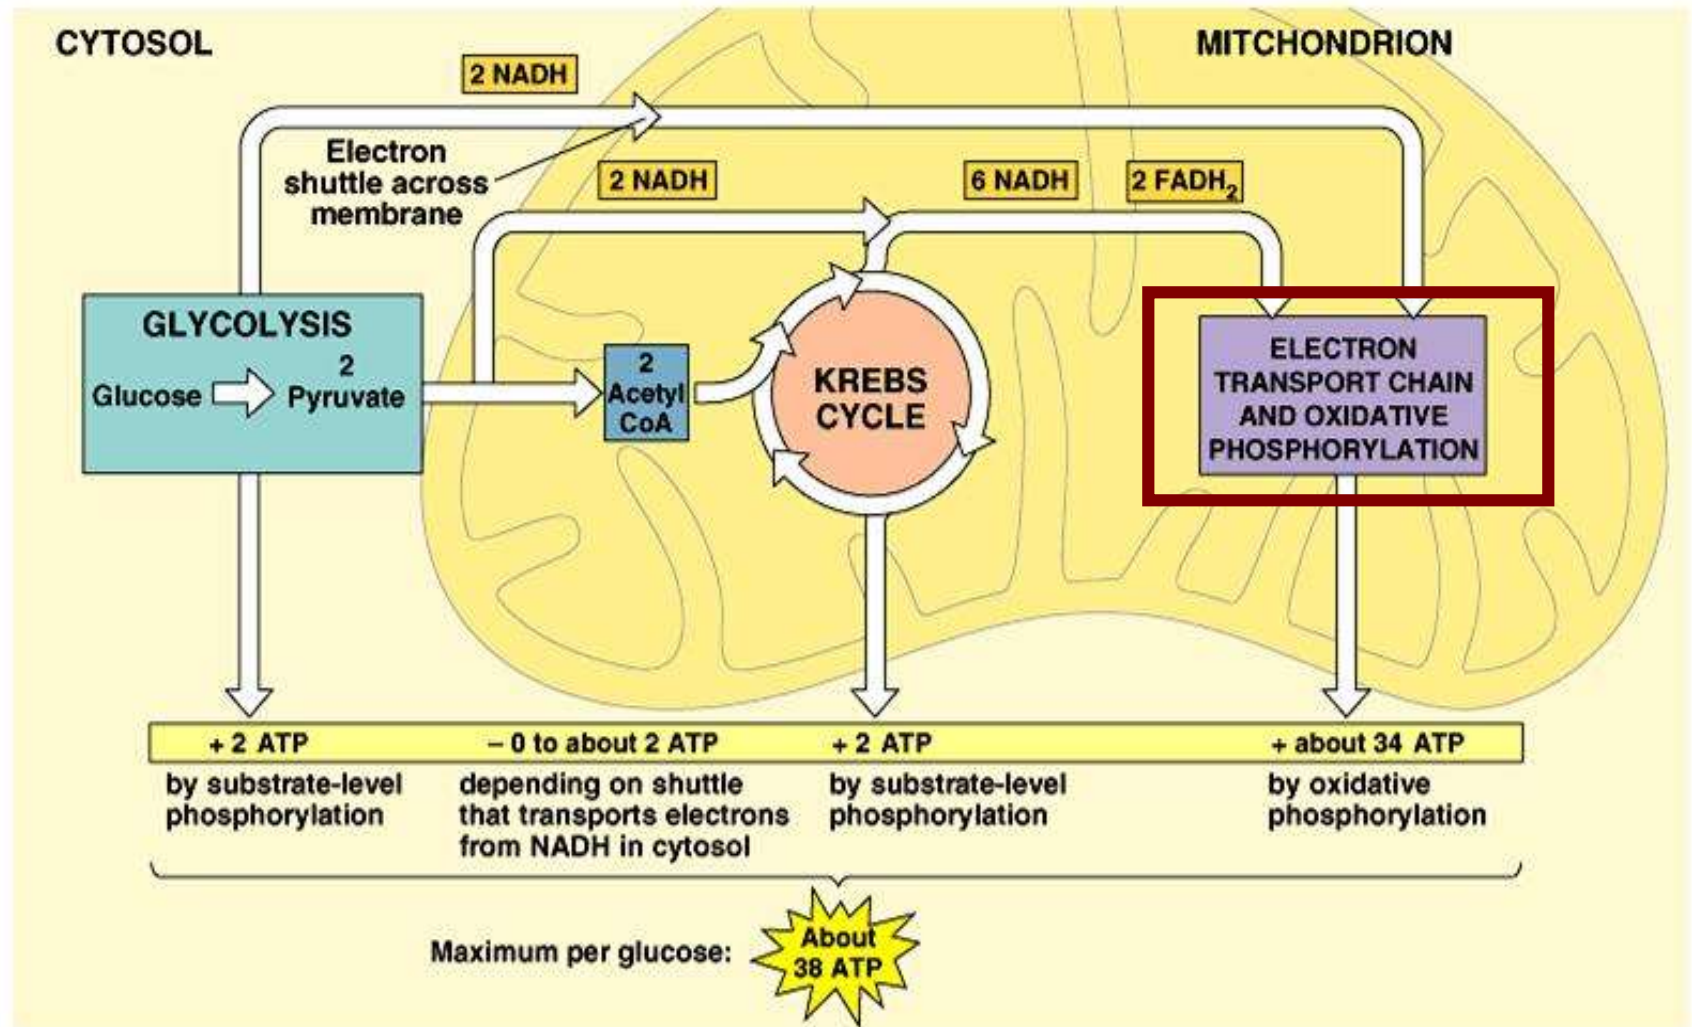 CYTOSOL
MITCHONDRION
2 NADH
Electron
shuttle across
membrane
2 NADH
6 NADH
2 FADH₂
GLYCOLYSIS
2
Glucose Pyruvate
2
Acetyl
CoA
KREBS
CYCLE
ELECTRON
TRANSPORT CHAIN
AND OXIDATIVE
PHOSPHORYLATION
+ 2 ATP
by substrate-level
phosphorylation
– 0 to about 2 ATP
depending on shuttle
that transports electrons
from NADH in cytosol
+ 2 ATP
by substrate-level
phosphorylation
+ about 34 ATP
by oxidative
phosphorylation
Maximum per glucose:
About
38 ATP